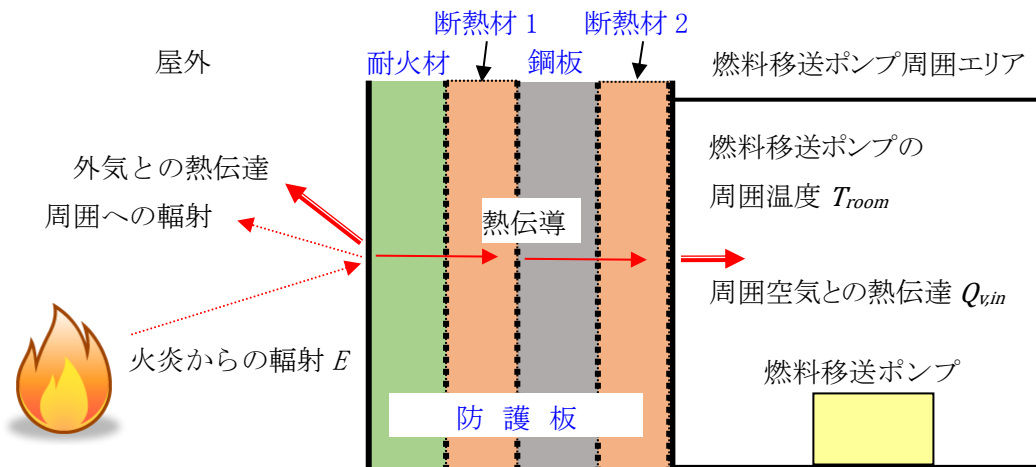 断熱材 1
断熱材 2
屋外
耐火材
鋼板
燃料移送ポンプ周囲エリア
外気との熱伝達
周囲への輻射
熱伝導
燃料移送ポンプの
周囲温度 Troom
周囲空気との熱伝達 Qv,in
火炎からの輻射 E
燃料移送ポンプ
防 護 板